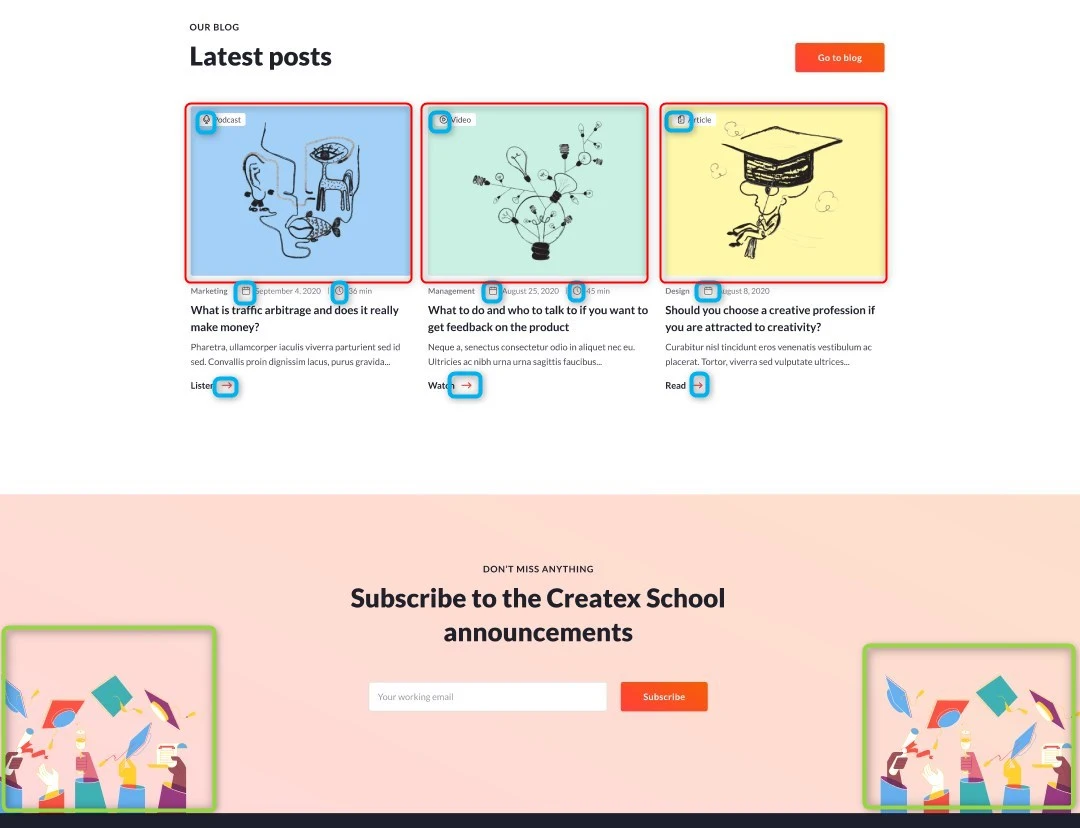 OUR BLOG
Latest posts
Go to blog
Podcast
Video
Article
Marketing
September 4, 2020
36 min
What is traffic arbitrage and does it really
make money?
Pharetra, ullamcorper iaculis viverra parturient sed id
sed. Convallis proin dignissim lacus, purus gravida...
Listen
Management
August 25, 2020
45 min
What to do and who to talk to if you want to
get feedback on the product
Neque a, senectus consectetur odio in aliquet nec eu.
Ultricies ac nibh urna urna sagittis faucibus...
Watch
Design
August 8, 2020
Should you choose a creative profession if
you are attracted to creativity?
Curabitur nisl tincidunt eros venenatis vestibulum ac
placerat. Tortor, viverra sed vulputate ultrices...
Read
DON'T MISS ANYTHING
Subscribe to the Createx School
announcements
Your working email
Subscribe